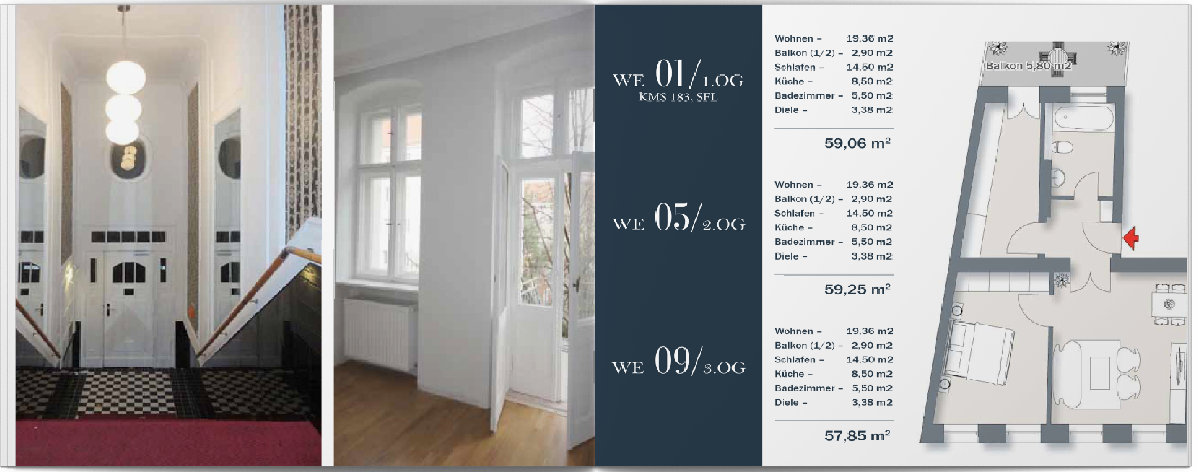 WE 01/1.OG
KMS 183. SFL
Wohnen – 19.36 m2
Balkon (1/2) – 2,90 m2
Schlafen – 14.50 m2
Küche – 8,50 m2
Badezimmer – 5,50 m2
Diele – 3,38 m2
59,06 m²
WE 05/2.OG
Wohnen – 19.36 m2
Balkon (1/2) – 2,90 m2
Schlafen – 14.50 m2
Küche – 8,50 m2
Badezimmer – 5,50 m2
Diele – 3,38 m2
59,25 m²
WE 09/3.OG
Wohnen – 19,36 m2
Balkon (1/2) – 2,90 m2
Schlafen – 14,50 m2
Küche – 8,50 m2
Badezimmer – 5,50 m2
Diele – 3,38 m2
57,85 m²
Balkon 5,80 m2